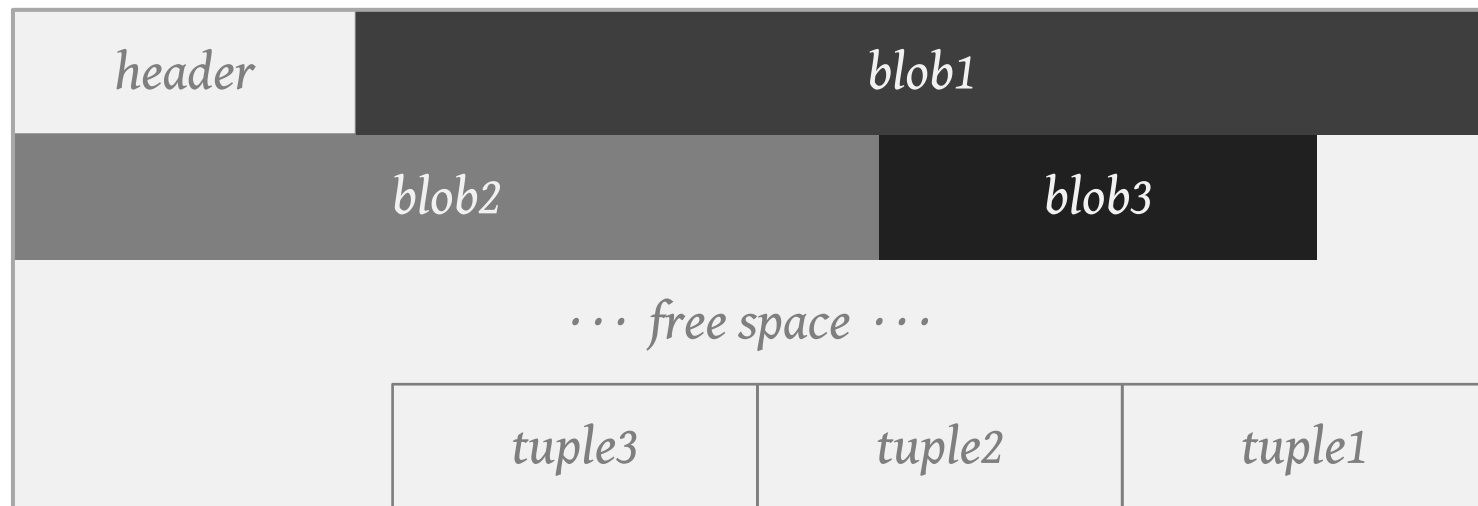 header blob1
blob2 blob3
··· free space ···
tuple3 tuple2 tuple1